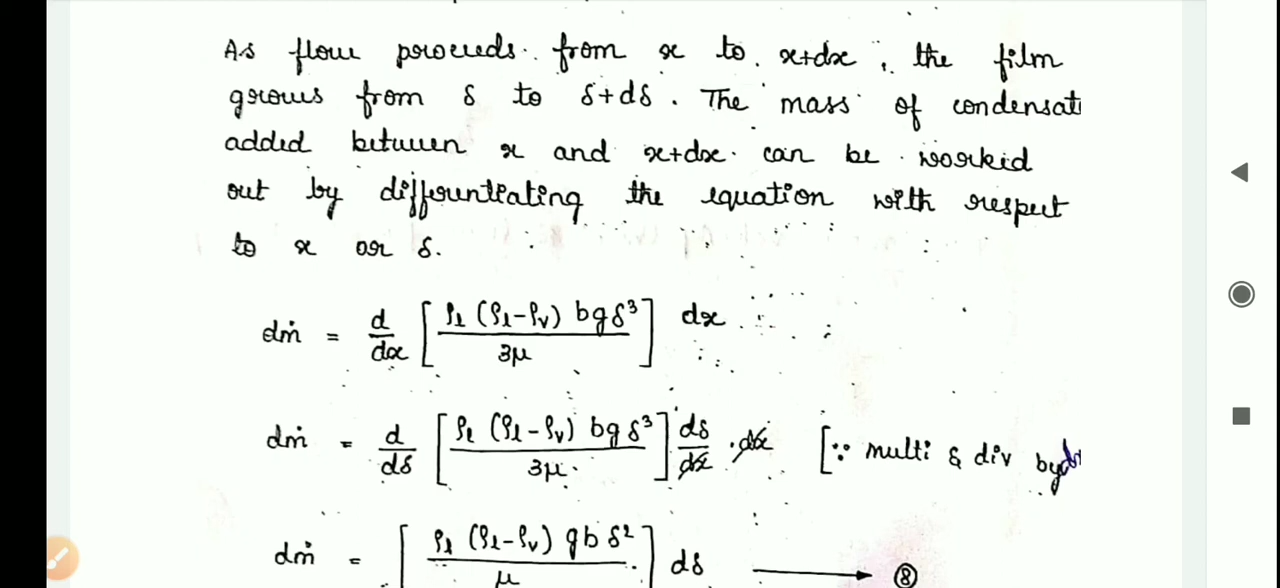 As flow proceeds from x to x+dx, the film
grows from δ to δ+dδ. The mass of condensat
added between x and x+dx can be worked
out by differentiating the equation with respect
to x or δ.
dṁ = d/dx [ρl (ρl-ρv) bgδ³ / 3μ] dx
dṁ = d/dδ [ρl (ρl-ρv) bgδ³ / 3μ] dδ/dx · dx [∵ multi & div by
dṁ = [ρl (ρl-ρv) gbδ² / μ] dδ ⟶ ⑧